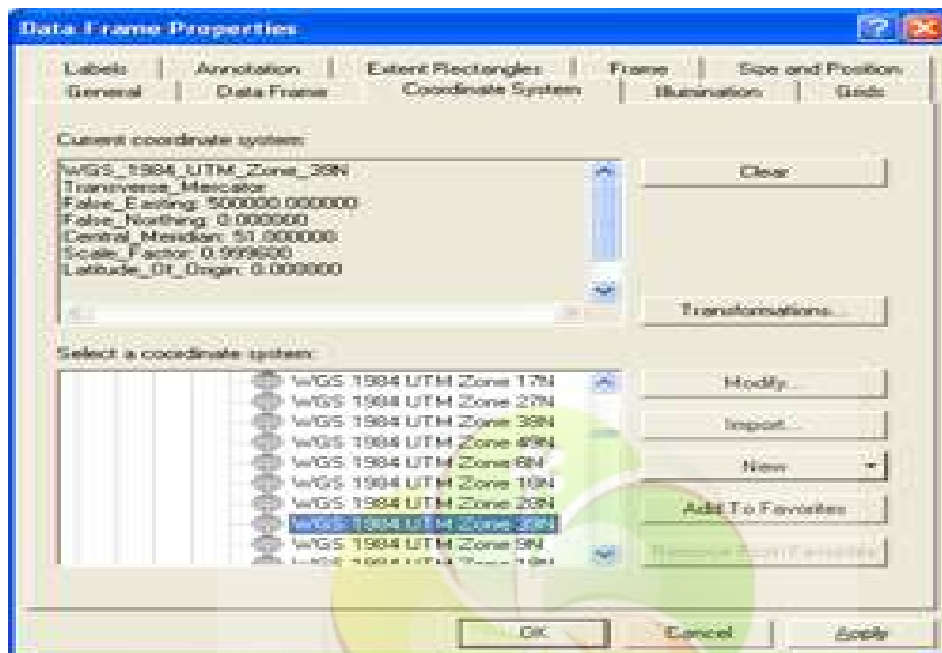 Data Frame Properties
Labels Annotation Extent Rectangles Frame Size and Position
General Data Frame Coordinate System Illumination Grids
Current coordinate system:
WGS_1984_UTM_Zone_39N
Transverse_Mercator
False_Easting: 500000.000000
False_Northing: 0.000000
Central_Meridian: 51.000000
Scale_Factor: 0.999600
Latitude_Of_Origin: 0.000000
Clear
Transformations...
Select a coordinate system:
WGS 1984 UTM Zone 17N
WGS 1984 UTM Zone 27N
WGS 1984 UTM Zone
WGS 1984 UTM Zone 49N
WGS 1984 UTM Zone
WGS 1984 UTM Zone
WGS 1984 UTM Zone
WGS 1984 UTM Zone 39N
WGS 1984 UTM Zone 9N
Modify...
Import...
New
Add To Favorites
Remove From Favorites
OK Cancel Apply